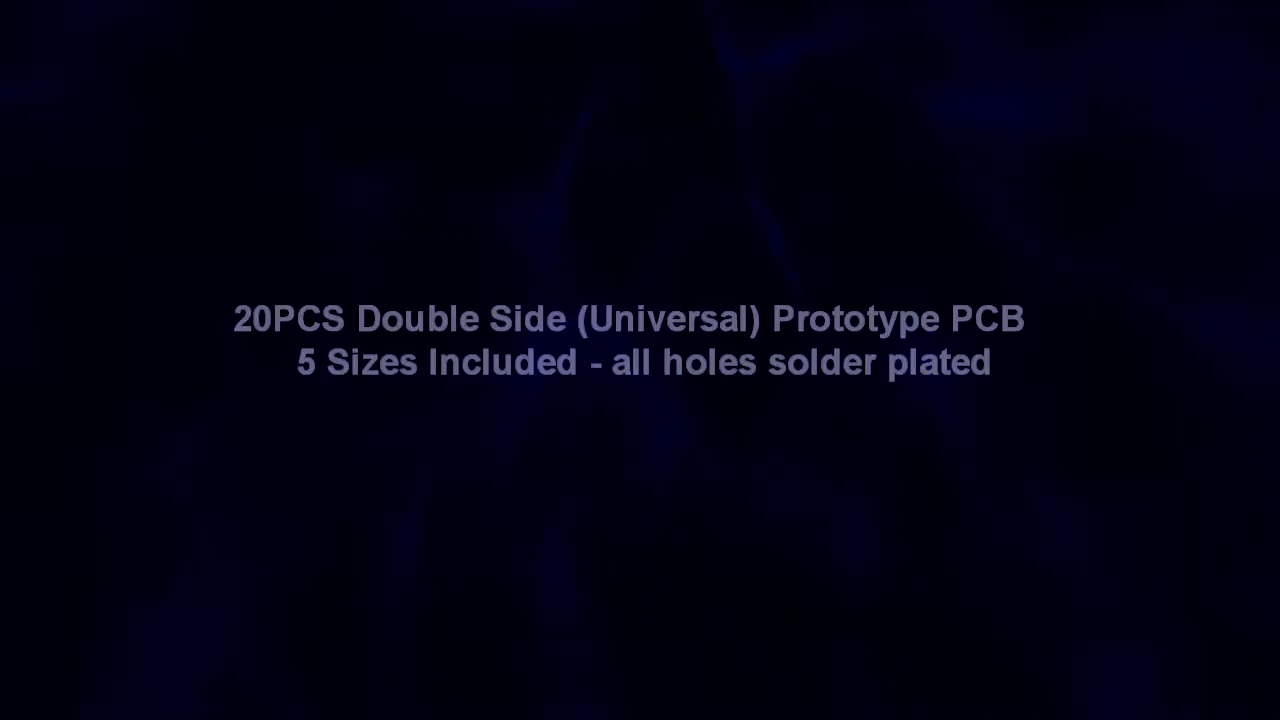 20PCS Double Side (Universal) Prototype PCB
5 Sizes Included - all holes solder plated